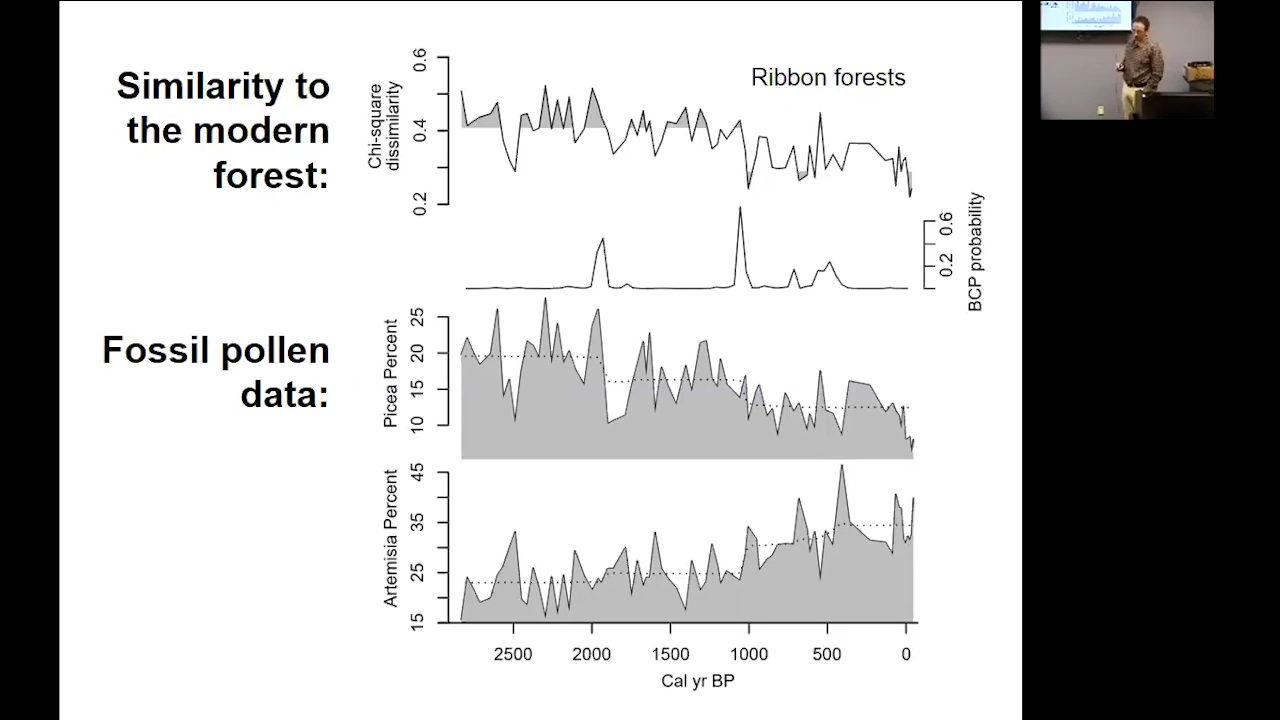 Similarity to
the modern
forest:
Ribbon forests
Chi-square
dissimilarity
0.6
0.4
0.2
BCP probability
0.6
0.2
Fossil pollen
data:
Picea Percent
25
20
15
10
Artemisia Percent
45
35
25
15
2500 2000 1500 1000 500 0
Cal yr BP